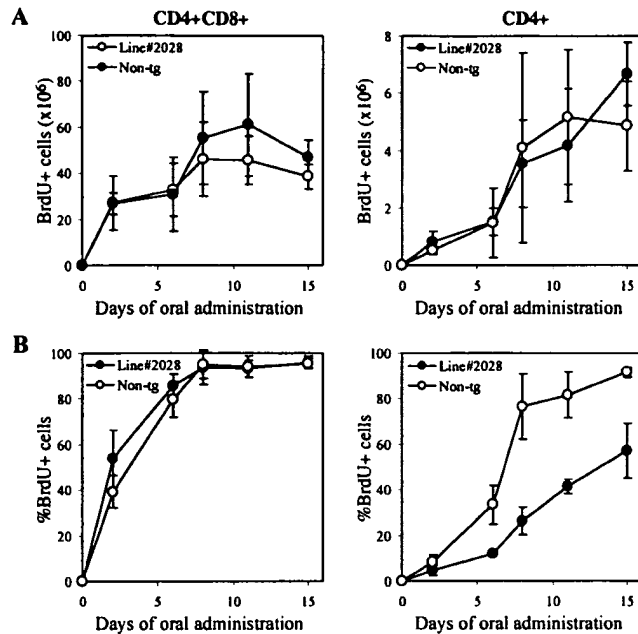 A
CD4+CD8+
CD4+
BrdU+ cells (x10⁶)
100
80
60
40
20
0
Line#2028
Non-tg
0 5 10 15
Days of oral administration
BrdU+ cells (x10⁶)
8
6
4
2
0
Line#2028
Non-tg
0 5 10 15
Days of oral administration
B
%BrdU+ cells
100
80
60
40
20
0
Line#2028
Non-tg
0 5 10 15
Days of oral administration
%BrdU+ cells
100
80
60
40
20
0
Line#2028
Non-tg
0 5 10 15
Days of oral administration